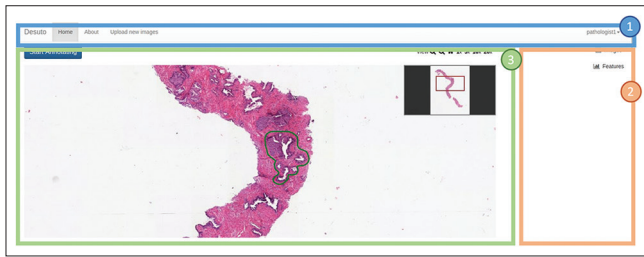 Desuto Home About Upload new images pathologist1
1
Start Annotating
3
Features
2